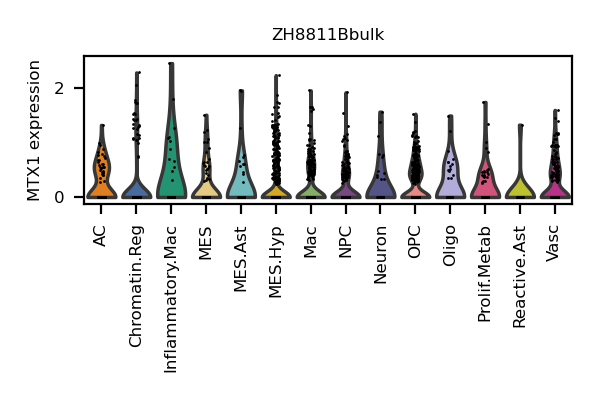 ZH8811Bbulk
MTX1 expression
2
0
AC
Chromatin.Reg
Inflammatory.Mac
MES
MES.Ast
MES.Hyp
Mac
NPC
Neuron
OPC
Oligo
Prolif.Metab
Reactive.Ast
Vasc